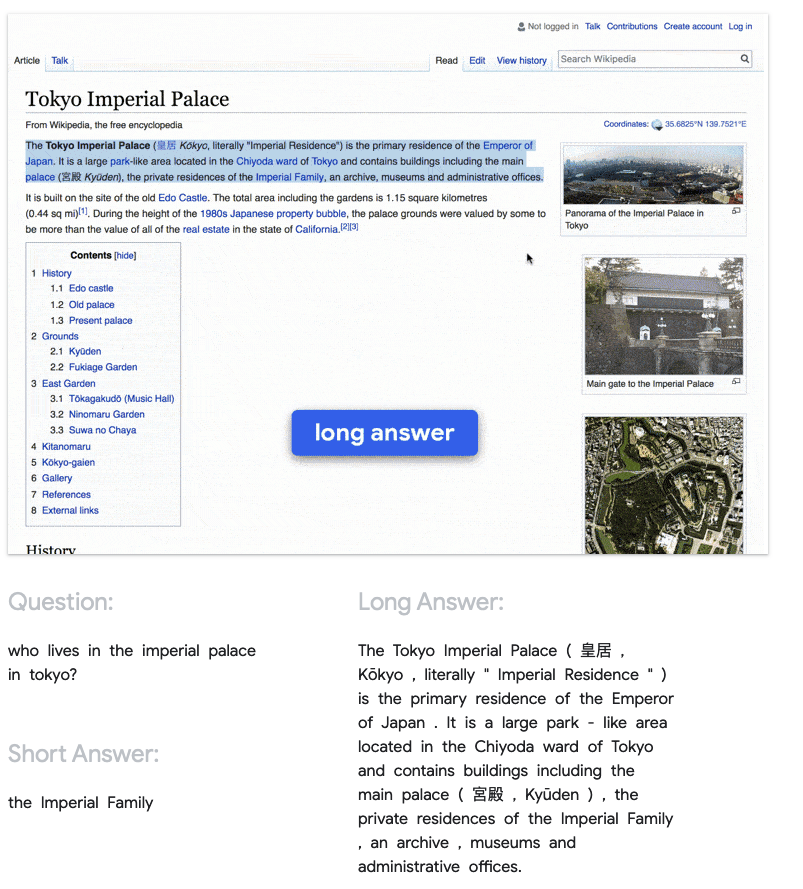 Not logged in Talk Contributions Create account Log in
Article Talk Read Edit View history Search Wikipedia
Tokyo Imperial Palace
From Wikipedia, the free encyclopedia
Coordinates: 35.6825°N 139.7521°E
The Tokyo Imperial Palace (皇居 Kōkyo, literally "Imperial Residence") is the primary residence of the Emperor of
Japan. It is a large park-like area located in the Chiyoda ward of Tokyo and contains buildings including the main
palace (宮殿 Kyūden), the private residences of the Imperial Family, an archive, museums and administrative offices.
It is built on the site of the old Edo Castle. The total area including the gardens is 1.15 square kilometres
(0.44 sq mi)[1]. During the height of the 1980s Japanese property bubble, the palace grounds were valued by some to
be more than the value of all of the real estate in the state of California.[2][3]
Panorama of the Imperial Palace in
Tokyo
Contents [hide]
1 History
1.1 Edo castle
1.2 Old palace
1.3 Present palace
2 Grounds
2.1 Kyūden
2.2 Fukiage Garden
3 East Garden
3.1 Tōkagakudō (Music Hall)
3.2 Ninomaru Garden
3.3 Suwa no Chaya
4 Kitanomaru
5 Kōkyo-gaien
6 Gallery
7 References
8 External links
Main gate to the Imperial Palace
long answer
History
Question:
who lives in the imperial palace
in tokyo?
Short Answer:
the Imperial Family
Long Answer:
The Tokyo Imperial Palace ( 皇居 ,
Kōkyo , literally " Imperial Residence " )
is the primary residence of the Emperor
of Japan . It is a large park - like area
located in the Chiyoda ward of Tokyo
and contains buildings including the
main palace ( 宮殿 , Kyūden ) , the
private residences of the Imperial Family
, an archive , museums and
administrative offices.